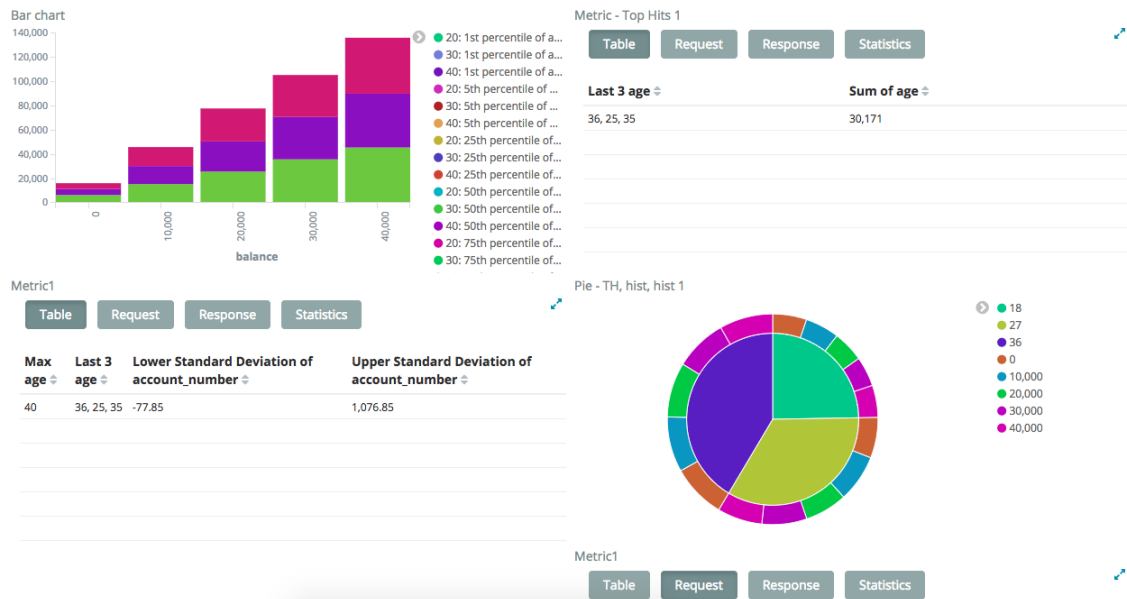 Bar chart
140,000
120,000
100,000
80,000
60,000
40,000
20,000
0
0
10,000
20,000
30,000
40,000
balance
20: 1st percentile of a...
30: 1st percentile of a...
40: 1st percentile of a...
20: 5th percentile of ...
30: 5th percentile of ...
40: 5th percentile of ...
20: 25th percentile of...
30: 25th percentile of...
40: 25th percentile of...
20: 50th percentile of...
30: 50th percentile of...
40: 50th percentile of...
20: 75th percentile of...
30: 75th percentile of...
Metric - Top Hits 1
Table Request Response Statistics
Last 3 age Sum of age
36, 25, 35 30,171
Metric1
Table Request Response Statistics
Max age Last 3 age Lower Standard Deviation of account_number Upper Standard Deviation of account_number
40 36, 25, 35 -77.85 1,076.85
Pie - TH, hist, hist 1
18
27
36
0
10,000
20,000
30,000
40,000
Metric1
Table Request Response Statistics